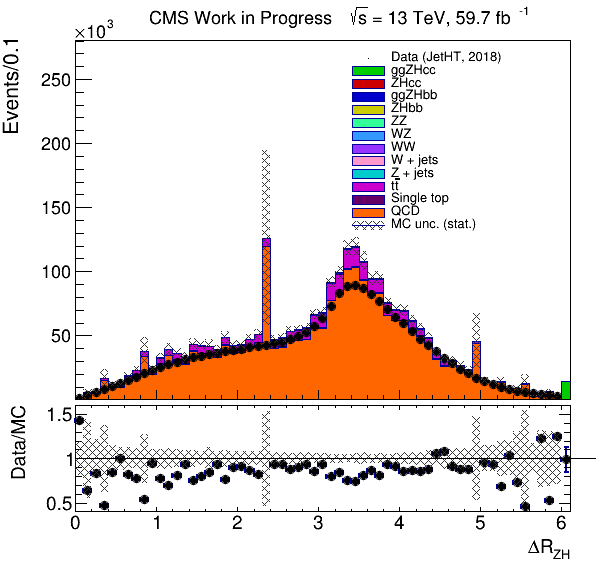 CMS Work in Progress √s = 13 TeV, 59.7 fb⁻¹
×10³
Events/0.1
250
200
150
100
50
Data (JetHT, 2018)
ggZHcc
ZHcc
ggZHbb
ZHbb
ZZ
WZ
WW
W + jets
Z + jets
tt̄
Single top
QCD
MC unc. (stat.)
Data/MC
1.5
1
0.5
0 1 2 3 4 5 6
ΔR_ZH